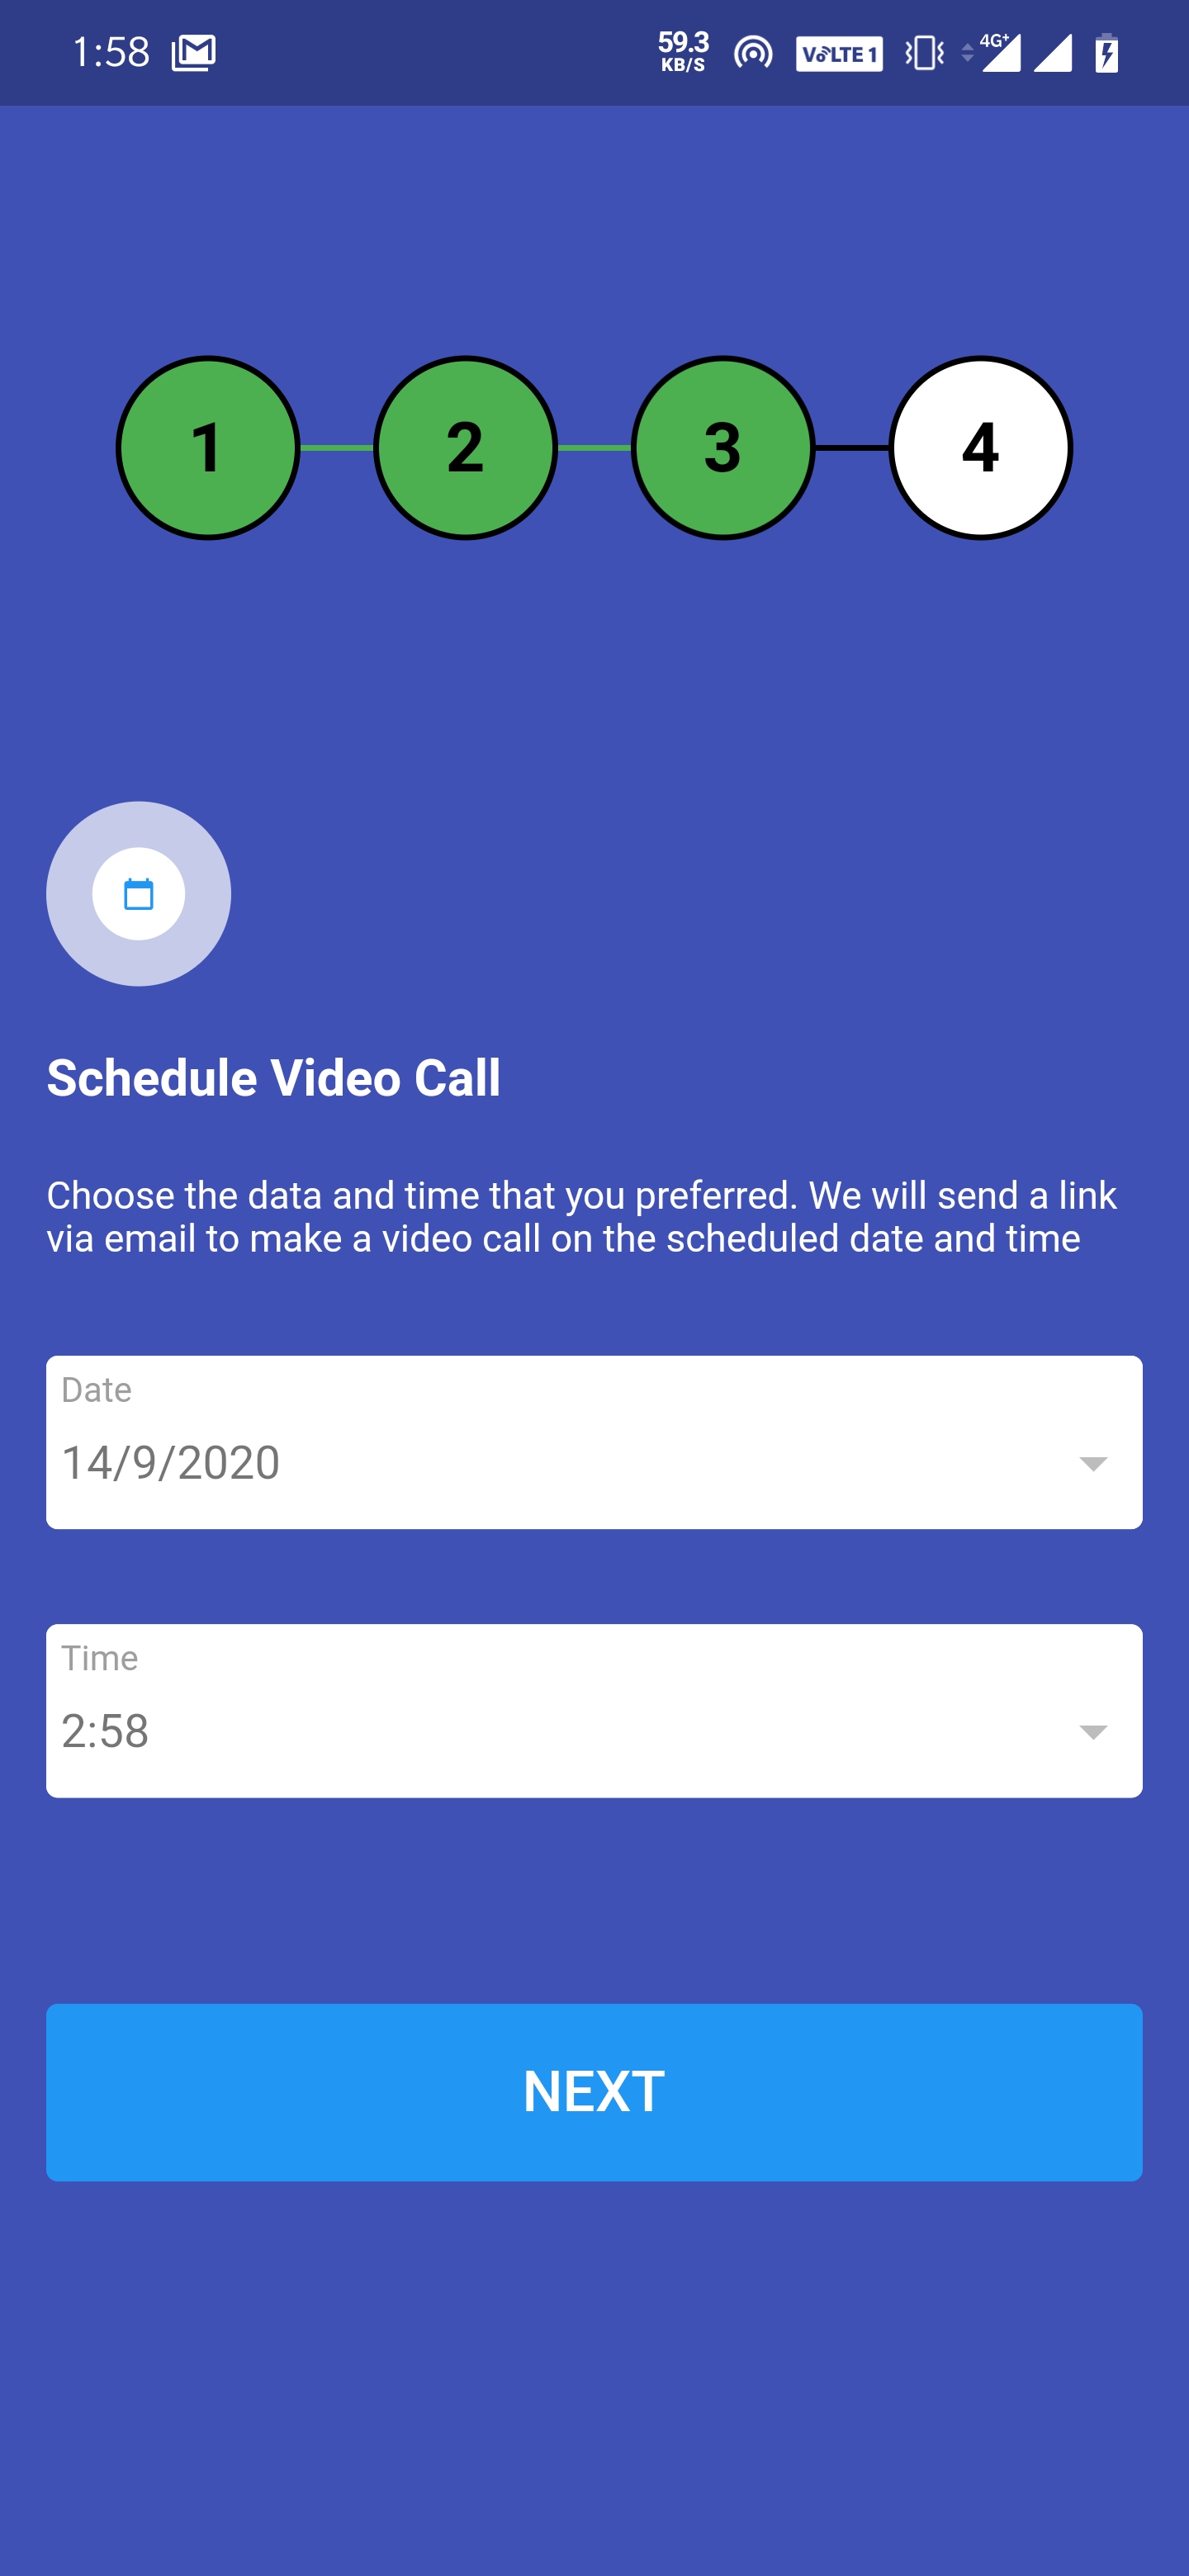 1:58
59.3
KB/S
VoLTE 1
4G+
1
2
3
4
Schedule Video Call
Choose the data and time that you preferred. We will send a link
via email to make a video call on the scheduled date and time
Date
14/9/2020
Time
2:58
NEXT